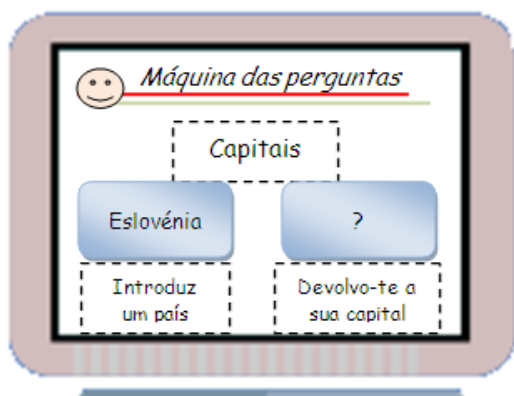 Máquina das perguntas
Capitais
Eslovénia
?
Introduz
um país
Devolvo-te a
sua capital